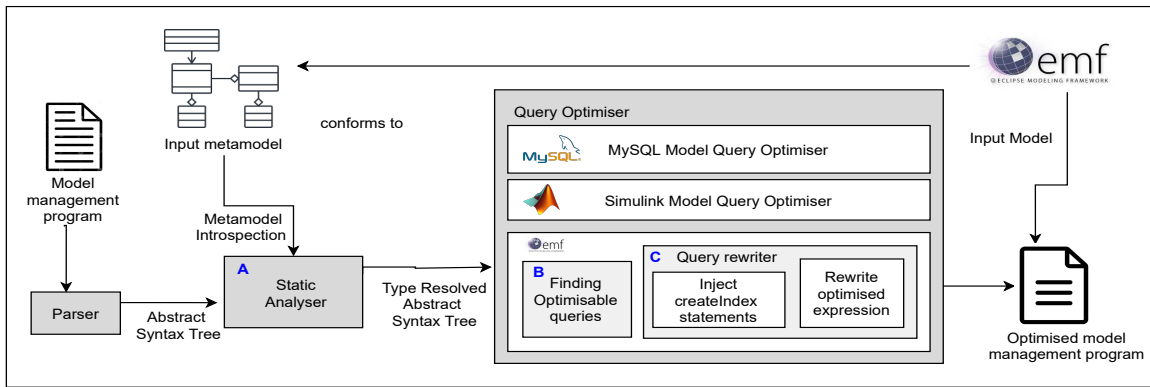 emf
ECLIPSE MODELING FRAMEWORK
conforms to
Input metamodel
Input Model
Model
management
program
Metamodel
Introspection
Parser
Abstract
Syntax Tree
A
Static
Analyser
Type Resolved
Abstract
Syntax Tree
Query Optimiser
MySQL
MySQL Model Query Optimiser
Simulink Model Query Optimiser
emf
B
Finding
Optimisable
queries
C
Query rewriter
Inject
createIndex
statements
Rewrite
optimised
expression
Optimised model
management program